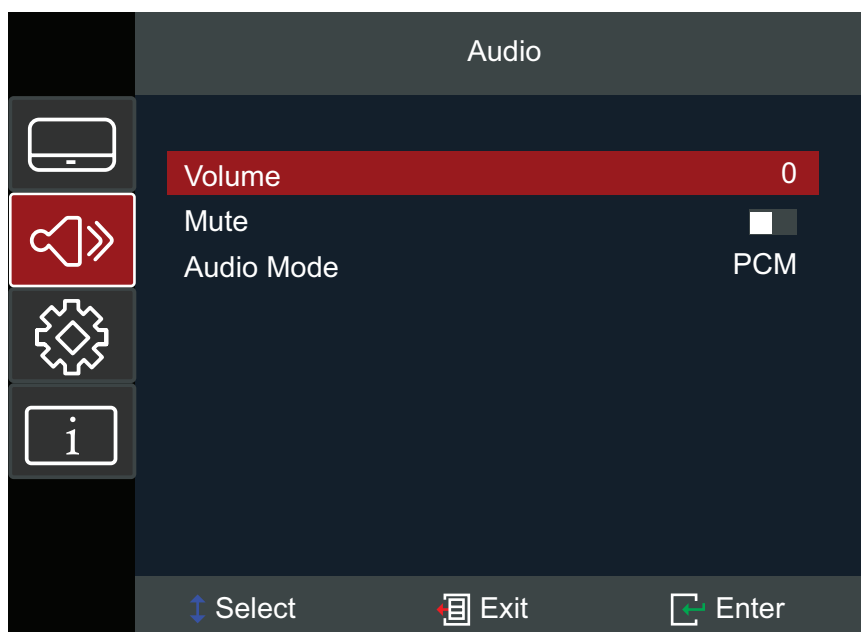 Audio
Volume 0
Mute
Audio Mode PCM
i
Select Exit Enter